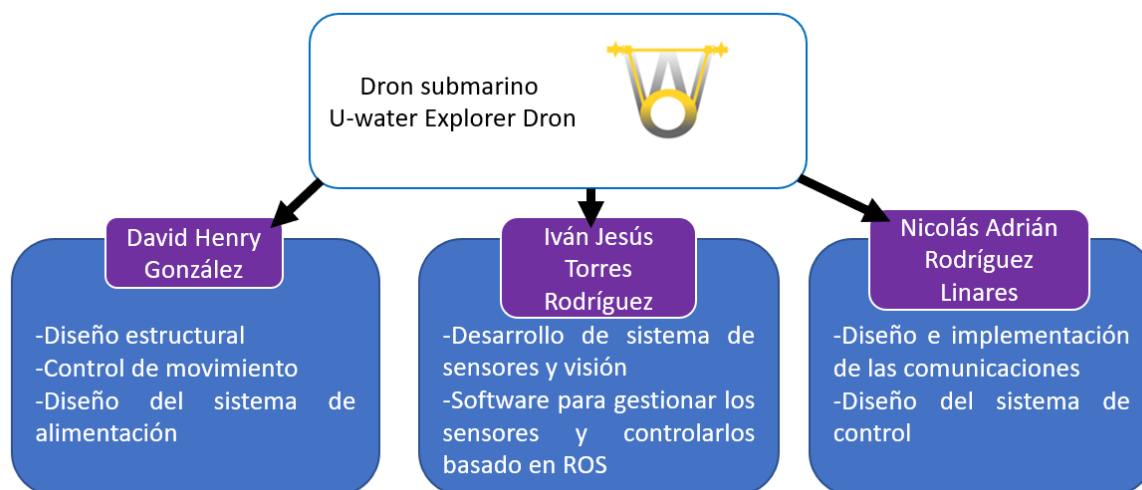 Dron submarino
U-water Explorer Dron
David Henry
González
-Diseño estructural
-Control de movimiento
-Diseño del sistema de
alimentación
Iván Jesús
Torres
Rodríguez
-Desarrollo de sistema de
sensores y visión
-Software para gestionar los
sensores y controlarlos
basado en ROS
Nicolás Adrián
Rodríguez
Linares
-Diseño e implementación
de las comunicaciones
-Diseño del sistema de
control